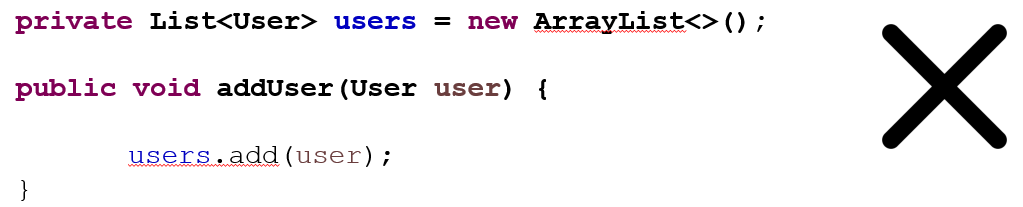 private List<User> users = new ArrayList<>();
public void addUser(User user) {
users.add(user);
}